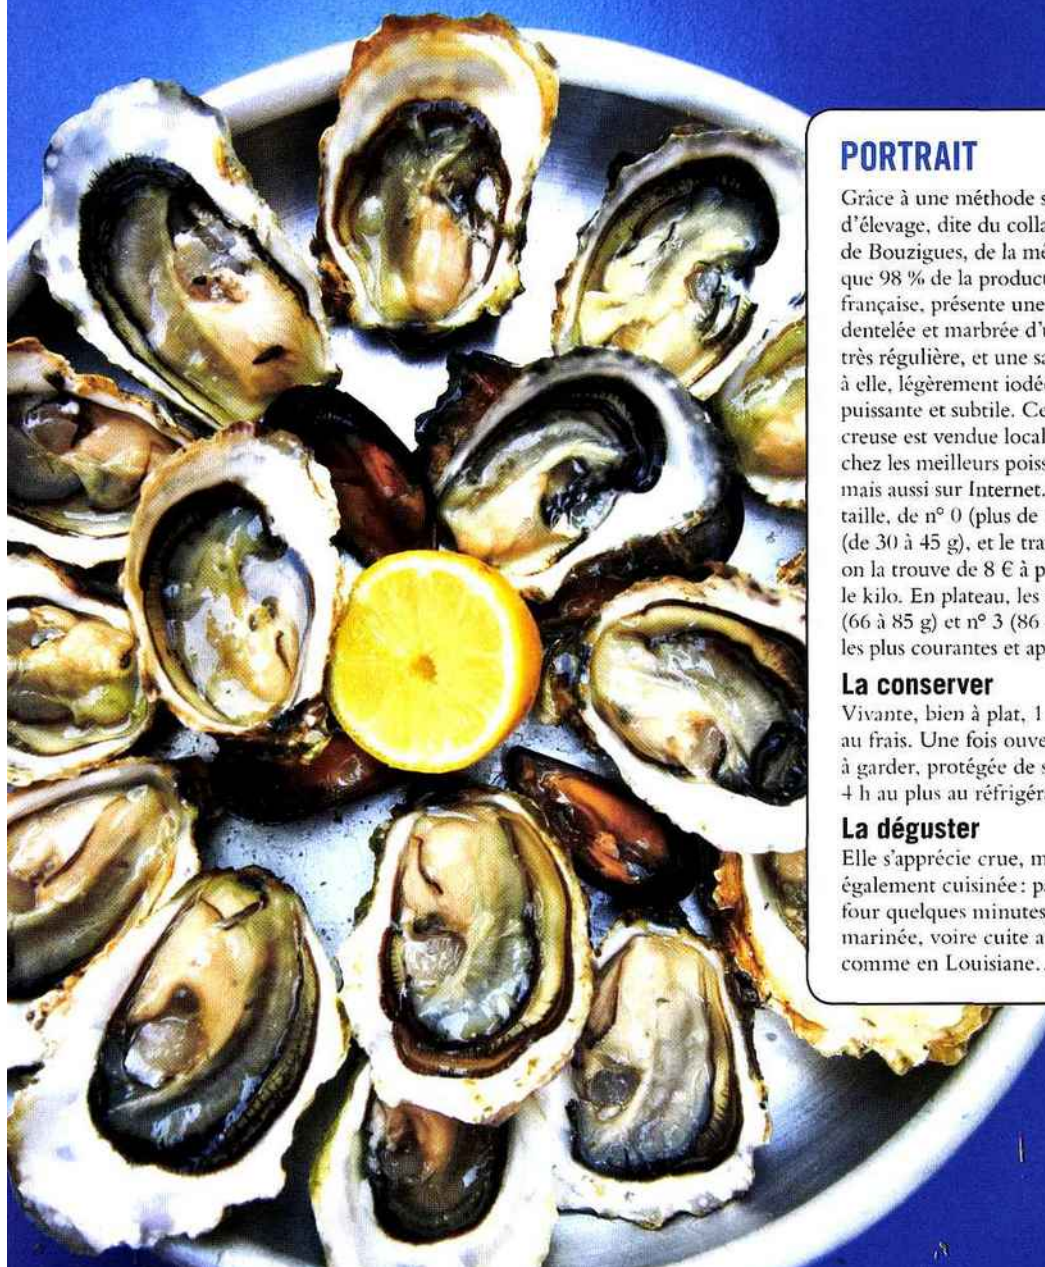 PORTRAIT
Grâce à une méthode s
d'élevage, dite du colla
de Bouzigues, de la mê
que 98 % de la product
française, présente une
dentelée et marbrée d'u
très régulière, et une sa
à elle, légèrement iodée
puissante et subtile. Ce
creuse est vendue local
chez les meilleurs poiss
mais aussi sur Internet.
taille, de n° 0 (plus de
(de 30 à 45 g), et le tra
on la trouve de 8 € à p
le kilo. En plateau, les
(66 à 85 g) et n° 3 (86
les plus courantes et ap
La conserver
Vivante, bien à plat, 1
au frais. Une fois ouve
à garder, protégée de s
4 h au plus au réfrigéra
La déguster
Elle s'apprécie crue, m
également cuisinée : pa
four quelques minutes
marinée, voire cuite a
comme en Louisiane.